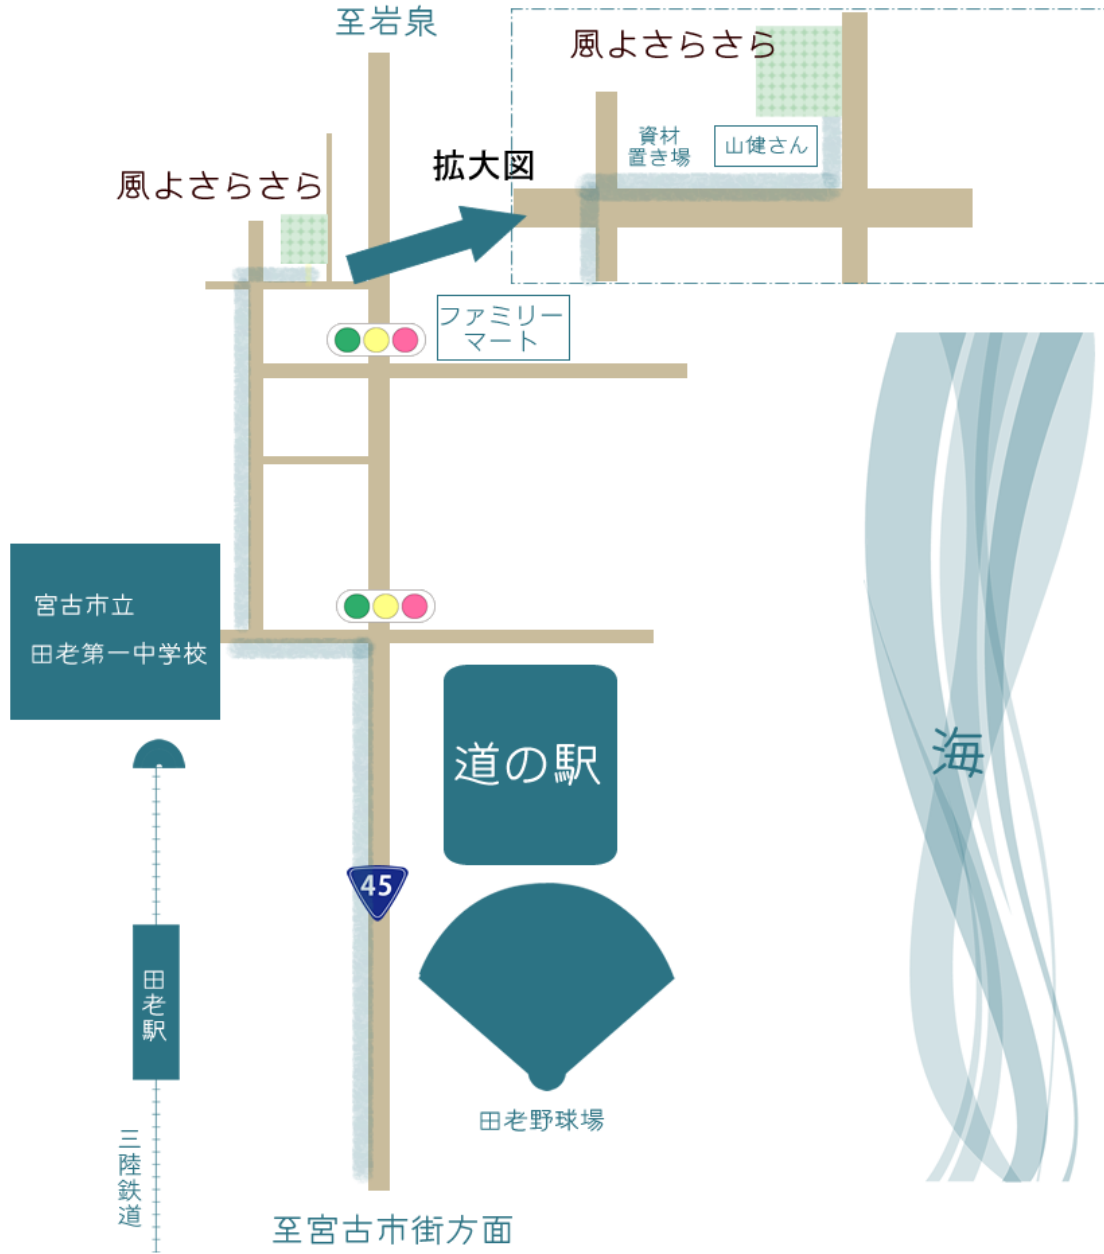 至岩泉
風よさらさら
資材
置き場
山健さん
拡大図
風よさらさら
ファミリー
マート
宮古市立
田老第一中学校
道の駅
海
45
田老駅
田老野球場
三陸鉄道
至宮古市街方面